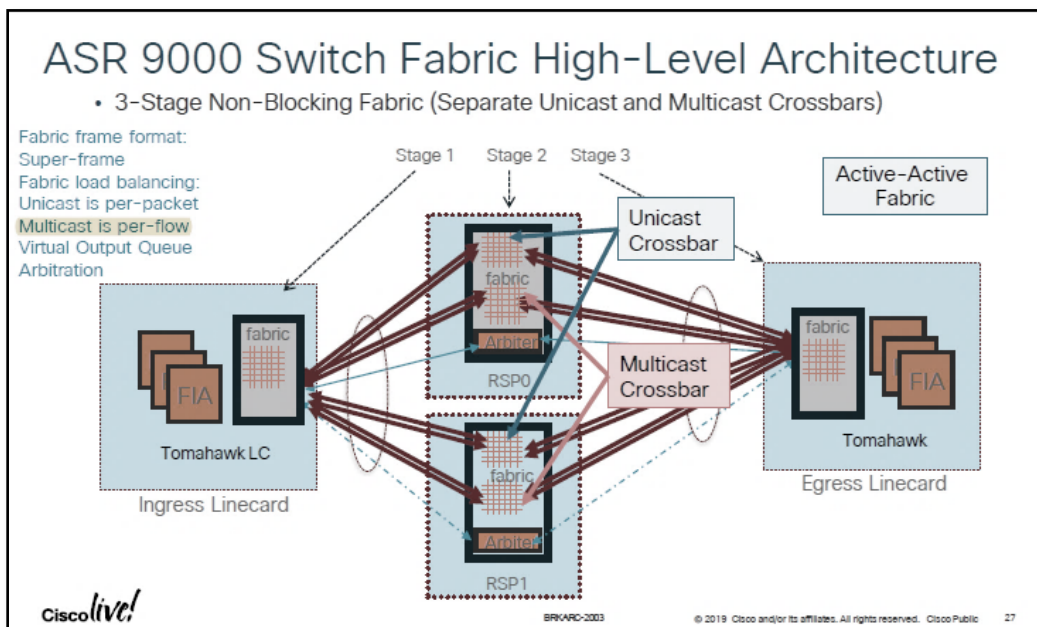 ASR 9000 Switch Fabric High-Level Architecture
• 3-Stage Non-Blocking Fabric (Separate Unicast and Multicast Crossbars)
Fabric frame format:
Super-frame
Fabric load balancing:
Unicast is per-packet
Multicast is per-flow
Virtual Output Queue
Arbitration
Stage 1
Stage 2
Stage 3
Active-Active
Fabric
Unicast
Crossbar
fabric
Arbiter
RSP0
Multicast
Crossbar
fabric
FIA
Tomahawk LC
Ingress Linecard
fabric
Arbiter
RSP1
fabric
FIA
Tomahawk
Egress Linecard
Cisco live!
BRKARC-2003
© 2019 Cisco and/or its affiliates. All rights reserved. Cisco Public
27